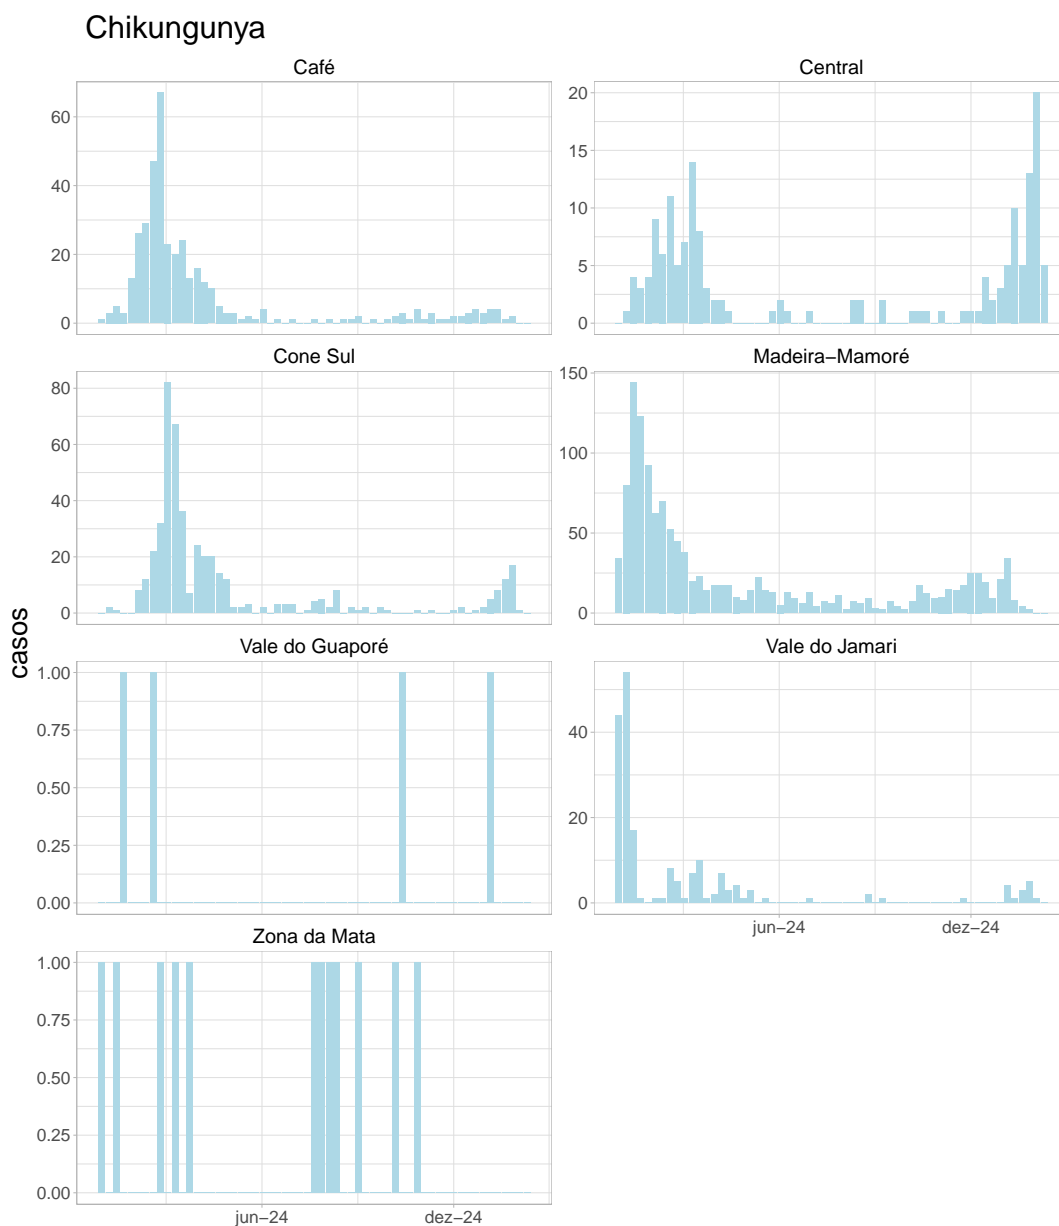 Chikungunya
Café
Central
60
40
20
0
20
15
10
5
0
Cone Sul
Madeira−Mamoré
80
60
40
20
0
150
100
50
0
casos
Vale do Guaporé
Vale do Jamari
1.00
0.75
0.50
0.25
0.00
40
20
0
jun−24
dez−24
Zona da Mata
1.00
0.75
0.50
0.25
0.00
jun−24
dez−24